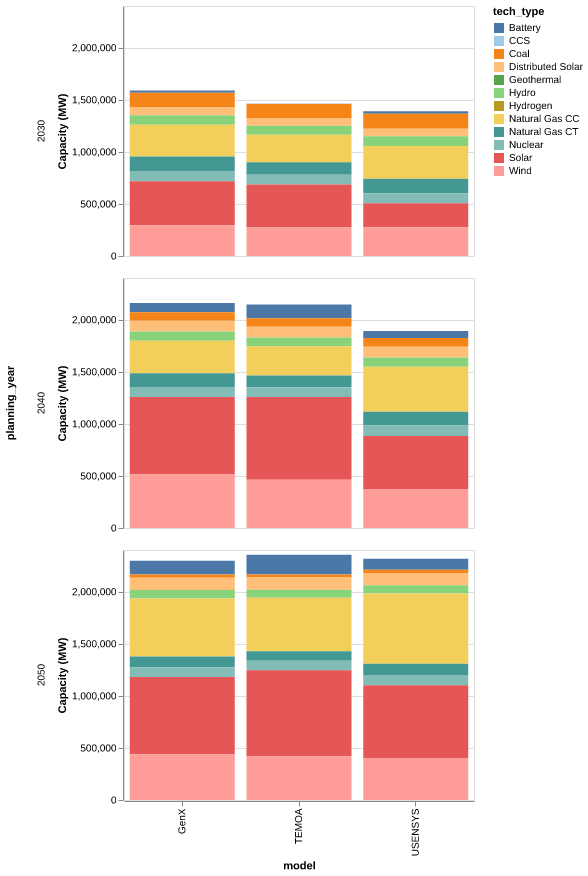 tech_type
Battery
CCS
Coal
Distributed Solar
Geothermal
Hydro
Hydrogen
Natural Gas CC
Natural Gas CT
Nuclear
Solar
Wind
planning_year
2030
Capacity (MW)
2,000,000
1,500,000
1,000,000
500,000
0
2040
Capacity (MW)
2,000,000
1,500,000
1,000,000
500,000
0
2050
Capacity (MW)
2,000,000
1,500,000
1,000,000
500,000
0
GenX
TEMOA
USENSYS
model